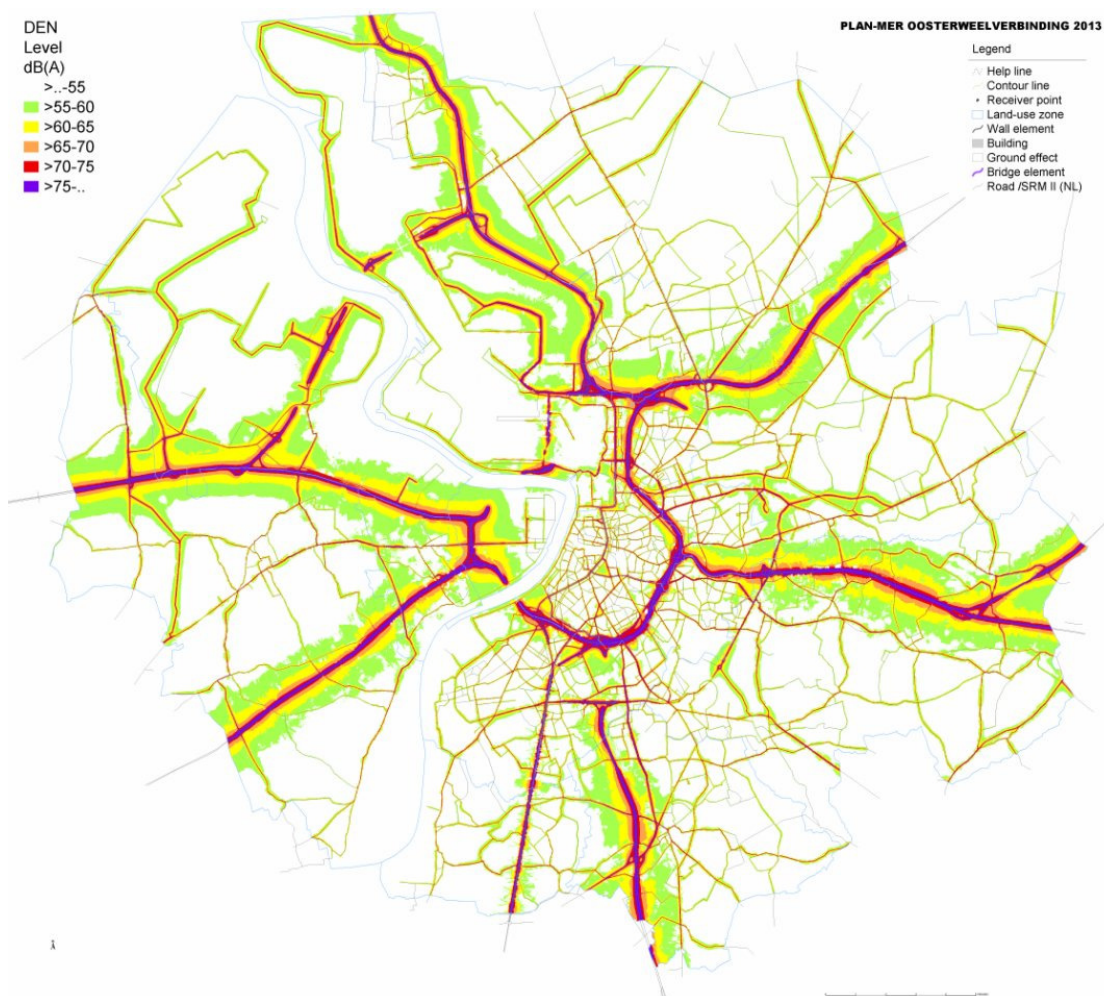 DEN
Level
dB(A)
>..-55
>55-60
>60-65
>65-70
>70-75
>75-..
PLAN-MER OOSTERWEELVERBINDING 2013
Legend
Help line
Contour line
Receiver point
Land-use zone
Wall element
Building
Ground effect
Bridge element
Road /SRM II (NL)